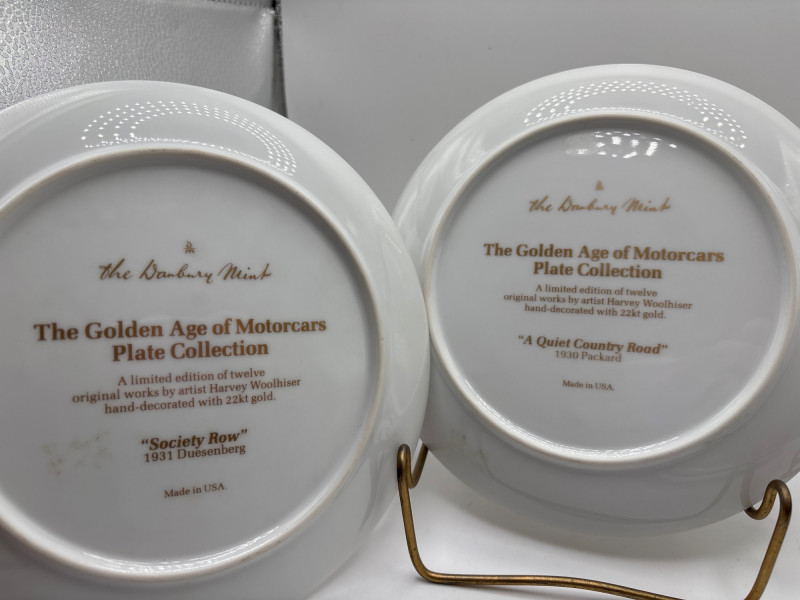 the Danbury Mint
The Golden Age of Motorcars
Plate Collection
A limited edition of twelve
original works by artist Harvey Woolhiser
hand-decorated with 22kt gold.
"Society Row"
1931 Duesenberg
Made in USA.
the Danbury Mint
The Golden Age of Motorcars
Plate Collection
A limited edition of twelve
original works by artist Harvey Woolhiser
hand-decorated with 22kt gold.
"A Quiet Country Road"
1930 Packard
Made in USA.